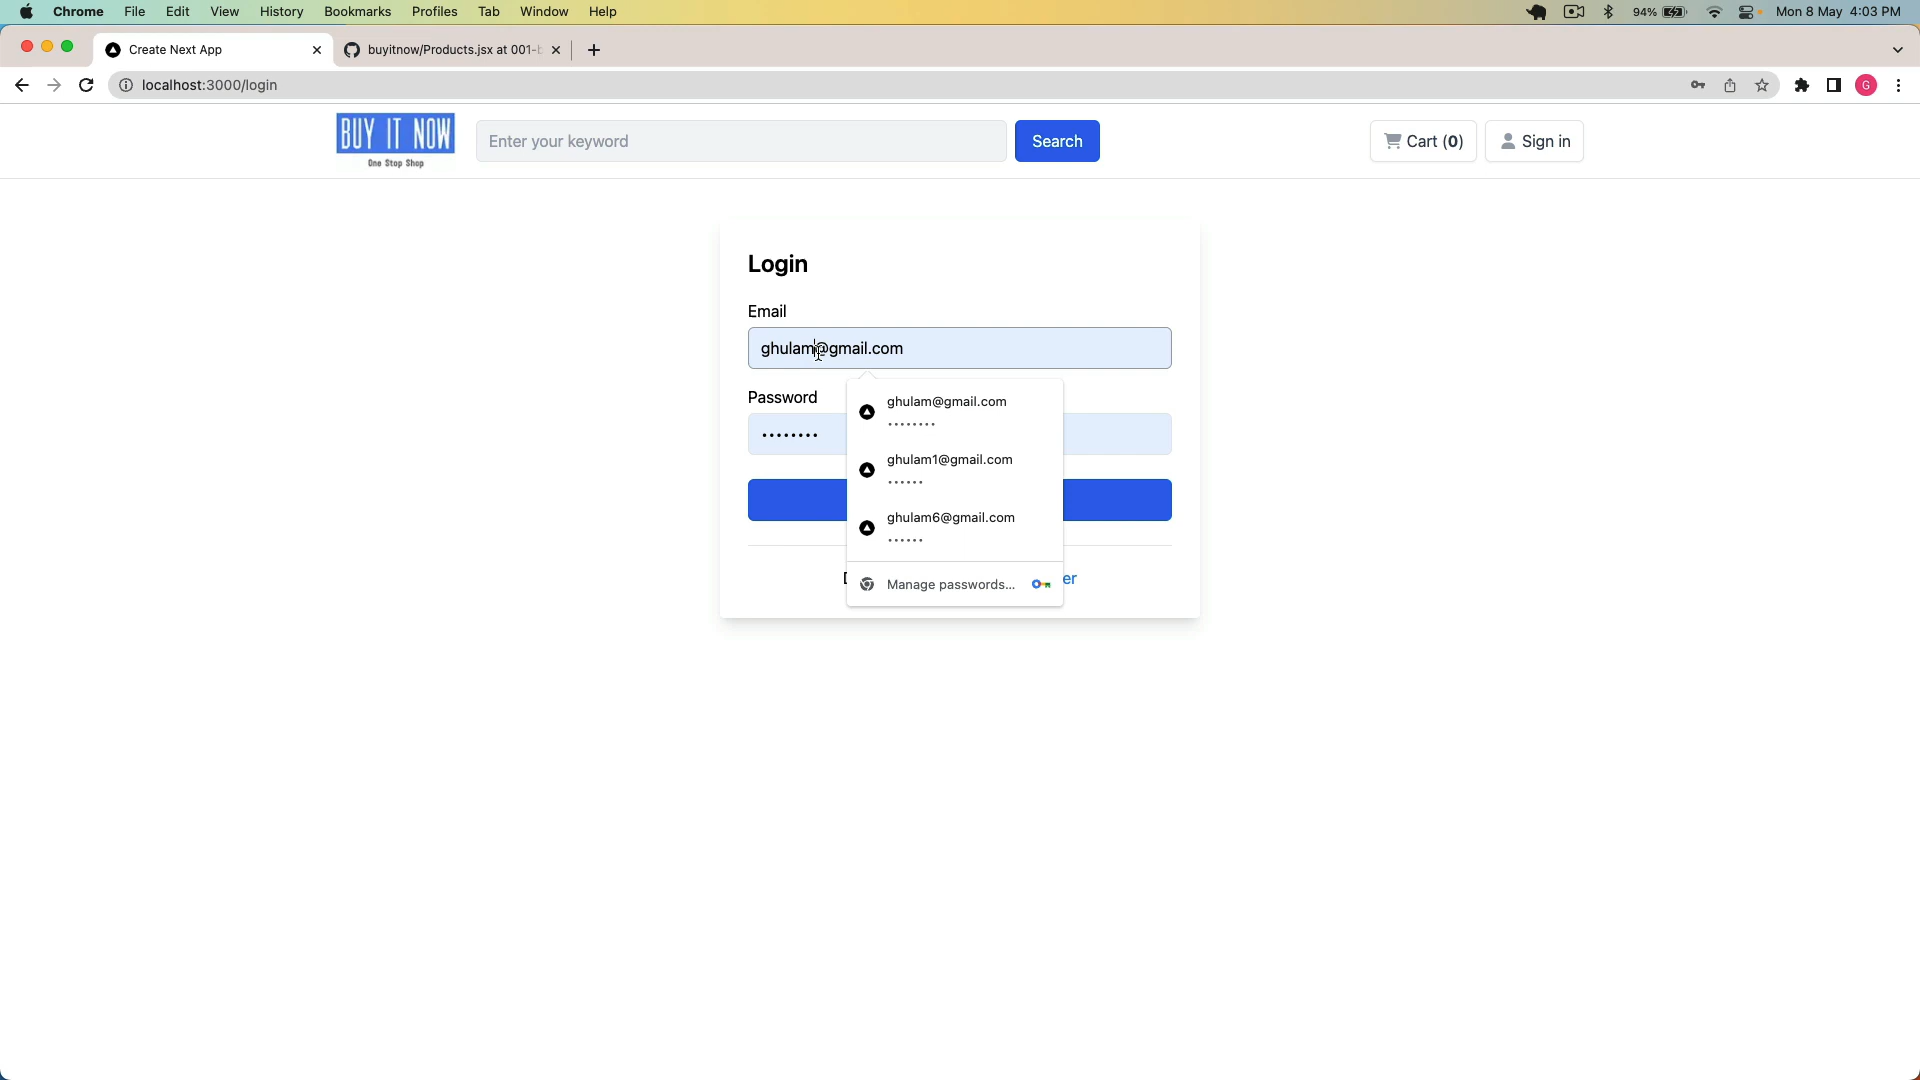 Chrome File Edit View History Bookmarks Profiles Tab Window Help 94% Mon 8 May 4:03 PM
Create Next App buyitnow/Products.jsx at 001-
localhost:3000/login G
BUY IT NOW
One Stop Shop
Enter your keyword
Search
Cart (0)
Sign in
Login
Email
ghulam@gmail.com
Password
••••••••
ghulam@gmail.com
••••••••
ghulam1@gmail.com
••••••
ghulam6@gmail.com
••••••
Manage passwords...
er